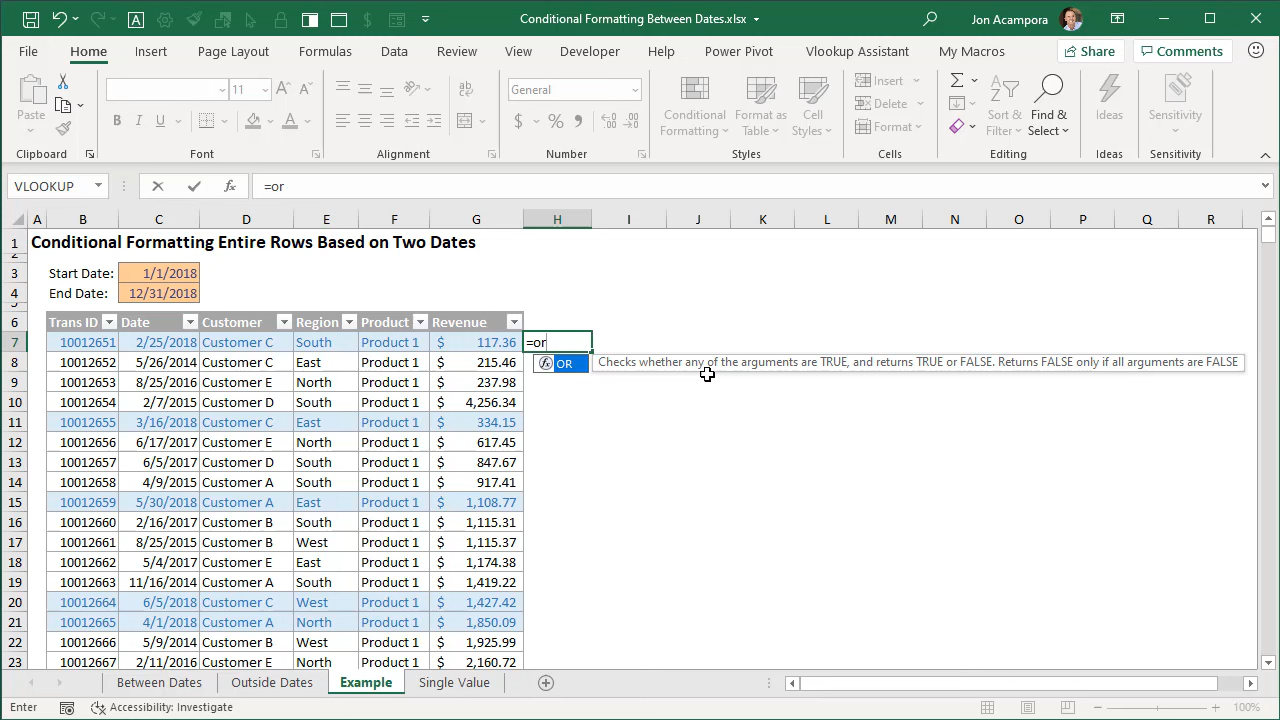 Conditional Formatting Between Dates.xlsx
Jon Acampora
File Home Insert Page Layout Formulas Data Review View Developer Help Power Pivot Vlookup Assistant My Macros Share Comments
Paste
11
B I U
A A
ab
General
$ % ,
Conditional Formatting
Format as Table
Cell Styles
Insert
Delete
Format
Sort & Filter
Find & Select
Ideas
Sensitivity
Clipboard Font Alignment Number Styles Cells Editing Ideas Sensitivity
VLOOKUP fx =or
A B C D E F G H I J K L M N O P Q R
1 Conditional Formatting Entire Rows Based on Two Dates
2
3 Start Date: 1/1/2018
4 End Date: 12/31/2018
5
6 Trans ID Date Customer Region Product Revenue
7 10012651 2/25/2018 Customer C South Product 1 $ 117.36 =or
OR Checks whether any of the arguments are TRUE, and returns TRUE or FALSE. Returns FALSE only if all arguments are FALSE
8 10012652 5/26/2014 Customer C East Product 1 $ 215.46
9 10012653 8/25/2016 Customer E North Product 1 $ 237.98
10 10012654 2/7/2015 Customer D South Product 1 $ 4,256.34
11 10012655 3/16/2018 Customer C East Product 1 $ 334.15
12 10012656 6/17/2017 Customer E North Product 1 $ 617.45
13 10012657 6/5/2017 Customer D South Product 1 $ 847.67
14 10012658 4/9/2015 Customer A South Product 1 $ 917.41
15 10012659 5/30/2018 Customer A East Product 1 $ 1,108.77
16 10012660 2/16/2017 Customer B South Product 1 $ 1,115.31
17 10012661 8/25/2015 Customer B West Product 1 $ 1,115.37
18 10012662 5/4/2017 Customer E East Product 1 $ 1,174.38
19 10012663 11/16/2014 Customer A South Product 1 $ 1,419.22
20 10012664 6/5/2018 Customer C West Product 1 $ 1,427.42
21 10012665 4/1/2018 Customer A North Product 1 $ 1,850.09
22 10012666 5/9/2014 Customer B West Product 1 $ 1,925.99
23 10012667 2/11/2016 Customer E North Product 1 $ 2,160.72
Between Dates Outside Dates Example Single Value
Enter Accessibility: Investigate 100%